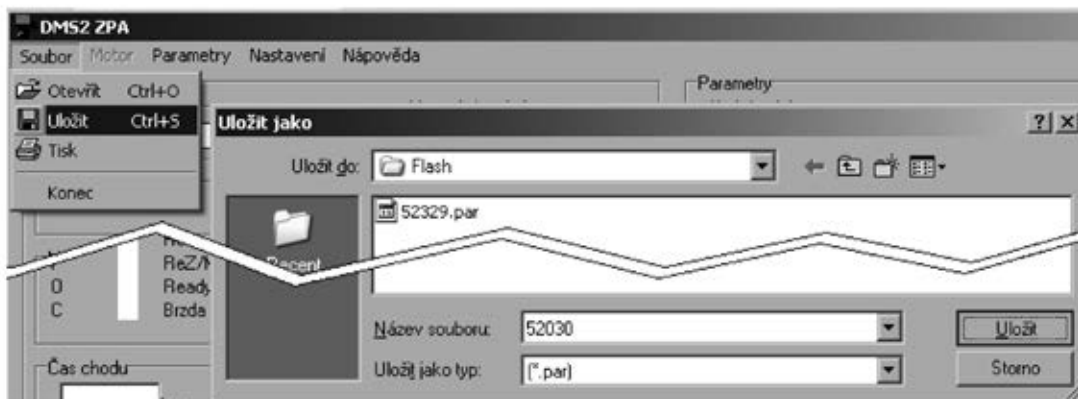 DMS2 ZPA
Soubor Motor Parametry Nastavení Nápověda
Otevřít Ctrl+O
Uložit Ctrl+S
Tisk
Konec
Parametry
Uložit jako
Uložit do: Flash
52329.par
Recent
ReZ/
O Ready
C Brzda
Název souboru: 52030
Uložit
Uložit jako typ: (*.par)
Storno
Čas chodu